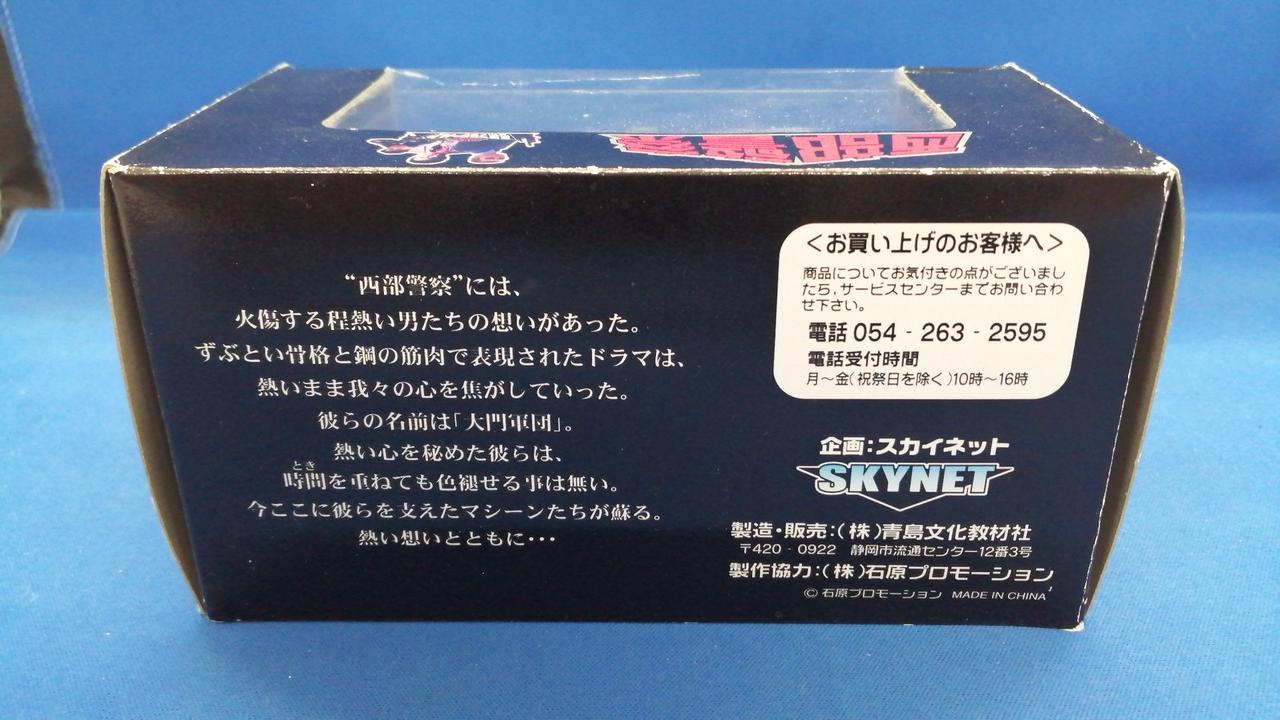 西部警察
“西部警察”には、
火傷する程熱い男たちの想いがあった。
ずぶとい骨格と鋼の筋肉で表現されたドラマは、
熱いまま我々の心を焦がしていった。
彼らの名前は「大門軍団」。
熱い心を秘めた彼らは、
とき
時間を重ねても色褪せる事は無い。
今ここに彼らを支えたマシーンたちが蘇る。
熱い想いとともに・・・
＜お買い上げのお客様へ＞
商品についてお気付きの点がございまし
たら,サービスセンターまでお問い合わ
せ下さい。
電話 054 - 263 - 2595
電話受付時間
月～金(祝祭日を除く)10時～16時
企画:スカイネット
SKYNET
製造・販売:(株)青島文化教材社
〒420 - 0922 静岡市流通センター12番3号
製作協力:(株)石原プロモーション
© 石原プロモーション MADE IN CHINA